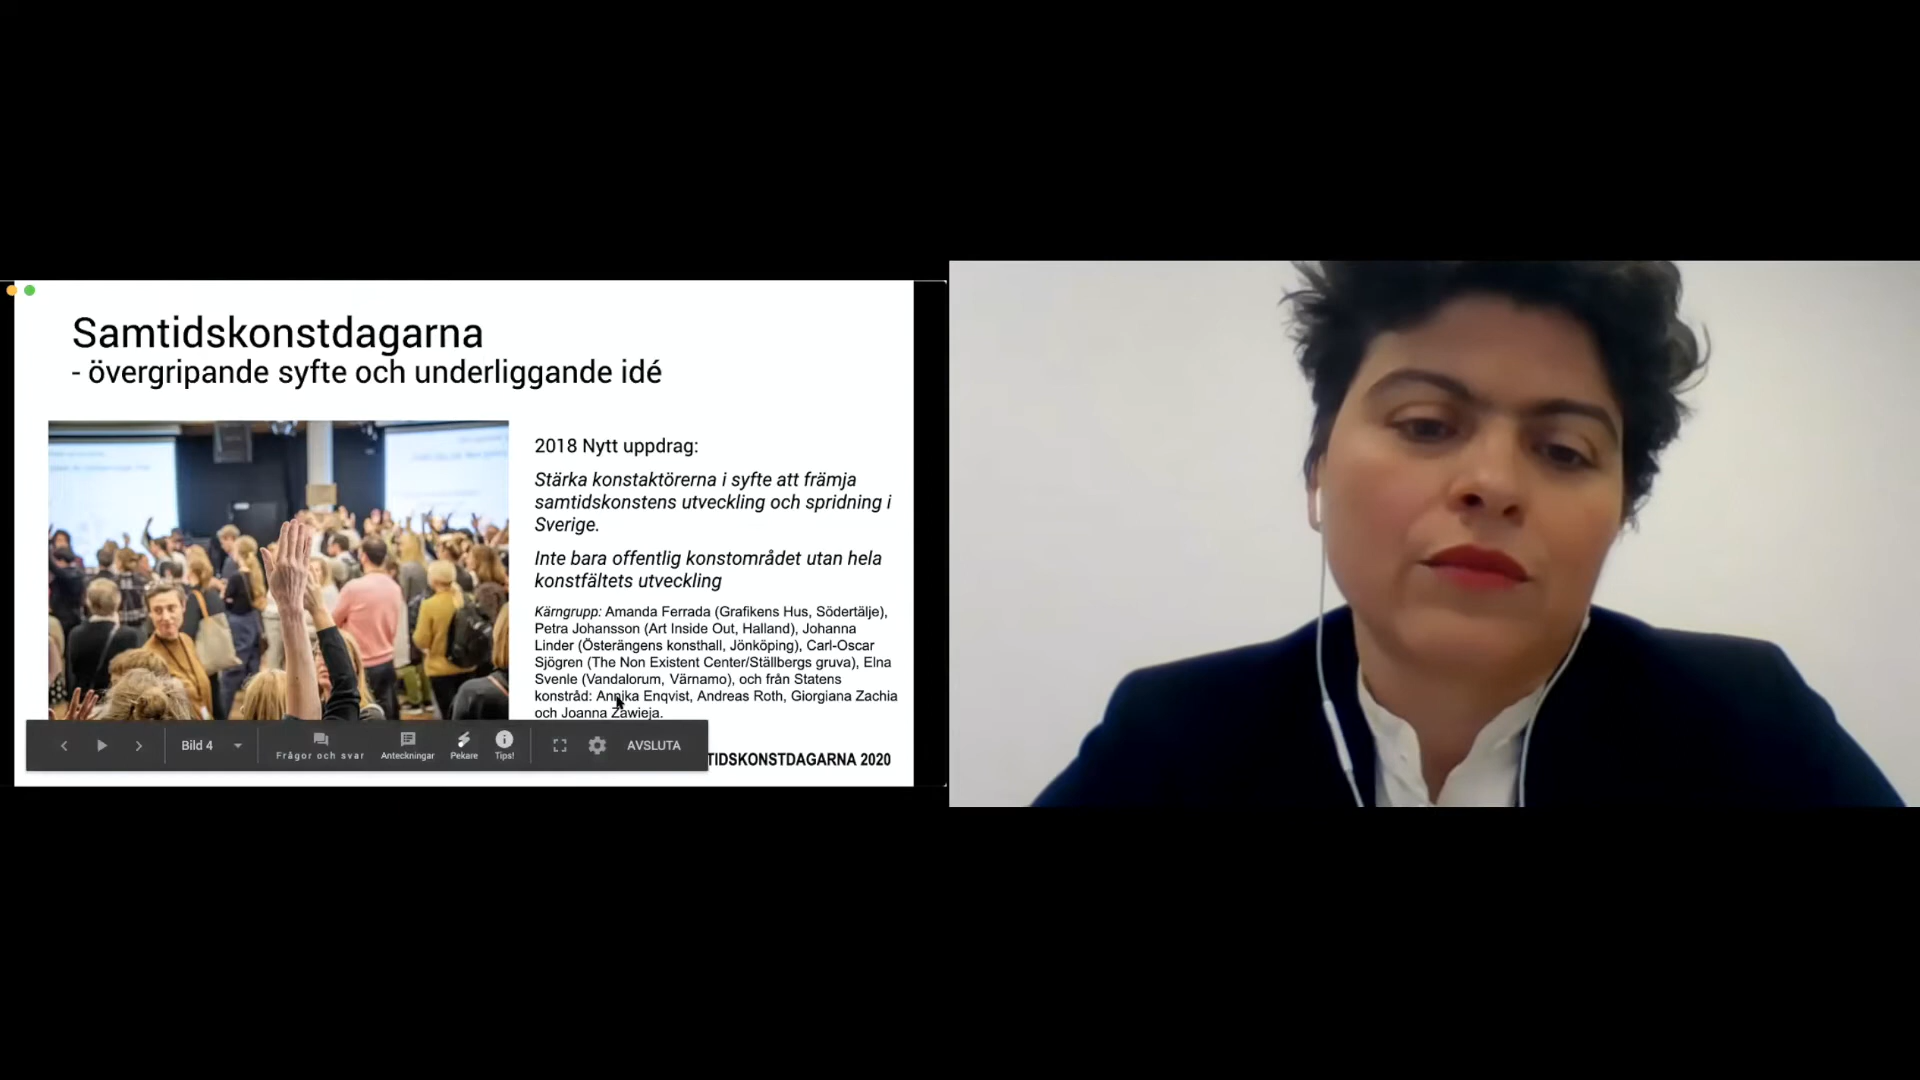 Samtidskonstdagarna
- övergripande syfte och underliggande idé
2018 Nytt uppdrag:
Stärka konstaktörerna i syfte att främja
samtidskonstens utveckling och spridning i
Sverige.
Inte bara offentlig konstområdet utan hela
konstfältets utveckling
Kärngrupp: Amanda Ferrada (Grafikens Hus, Södertälje),
Petra Johansson (Art Inside Out, Halland), Johanna
Linder (Österängens konsthall, Jönköping), Carl-Oscar
Sjögren (The Non Existent Center/Ställbergs gruva), Elna
Svenle (Vandalorum, Värnamo), och från Statens
konstråd: Annika Enqvist, Andreas Roth, Giorgiana Zachia
och Joanna Zawieja.
Bild 4
Frågor och svar
Anteckningar
Pekare
Tips!
AVSLUTA
TIDSKONSTDAGARNA 2020